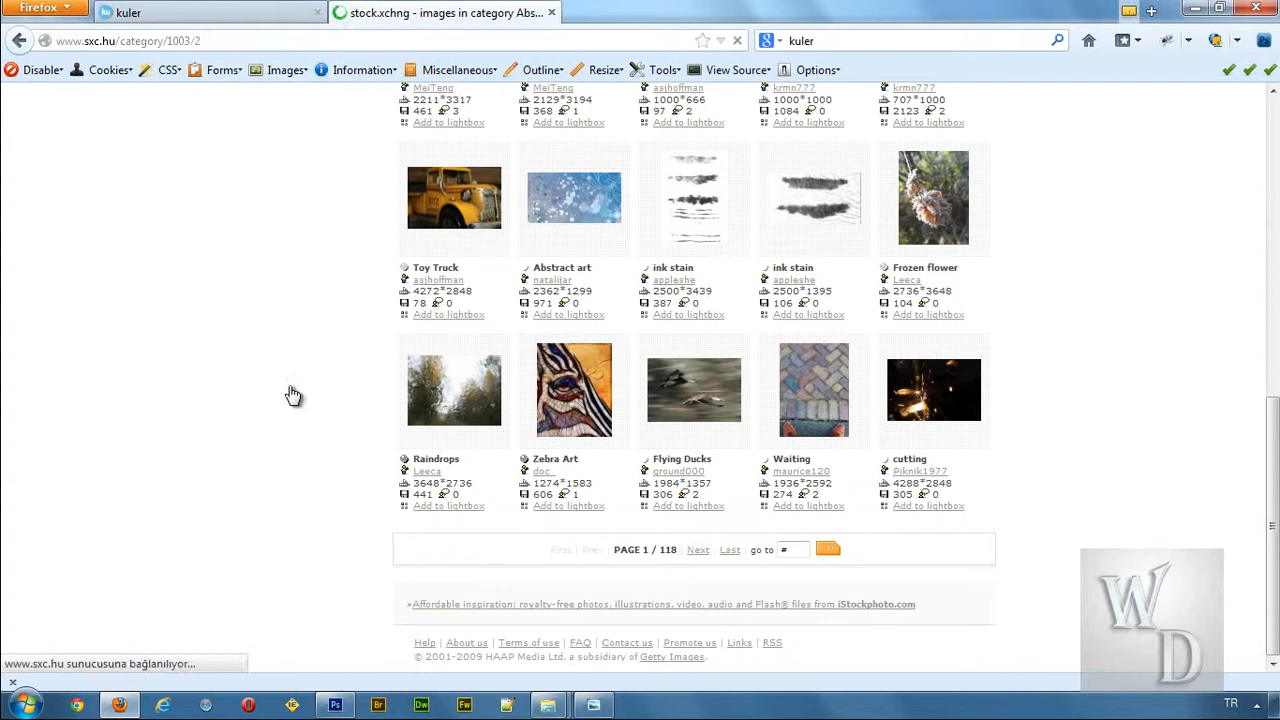 Firefox
kuler
stock.xchng - images in category Abs...
www.sxc.hu/category/1003/2
kuler
Disable
Cookies
CSS
Forms
Images
Information
Miscellaneous
Outline
Resize
Tools
View Source
Options
MeiTeng
MeiTeng
asjhoffman
krmn777
krmn777
2211*3317
2129*3194
1000*666
1000*1000
707*1000
461 3
368 1
97 2
1084 0
2123 2
Add to lightbox
Add to lightbox
Add to lightbox
Add to lightbox
Add to lightbox
Toy Truck
Abstract art
ink stain
ink stain
Frozen flower
asjhoffman
natalijar
appleshe
appleshe
Leeca
4272*2848
2362*1299
2500*3439
2500*1395
2736*3648
78 0
971 0
387 0
106 0
104 0
Add to lightbox
Add to lightbox
Add to lightbox
Add to lightbox
Add to lightbox
Raindrops
Zebra Art
Flying Ducks
Waiting
cutting
Leeca
doc_
ground000
maurice120
Piknik1977
3648*2736
1274*1583
1984*1357
1936*2592
4288*2848
441 0
606 1
306 2
274 2
305 0
Add to lightbox
Add to lightbox
Add to lightbox
Add to lightbox
Add to lightbox
First | Prev | PAGE 1 / 118 | Next | Last | go to #
»Affordable inspiration: royalty-free photos, illustrations, video, audio and Flash® files from iStockphoto.com
Help | About us | Terms of use | FAQ | Contact us | Promote us | Links | RSS
© 2001-2009 HAAP Media Ltd. a subsidiary of Getty Images.
www.sxc.hu sunucusuna bağlanılıyor...
WD
Ps
Br
Dw
Fw
TR